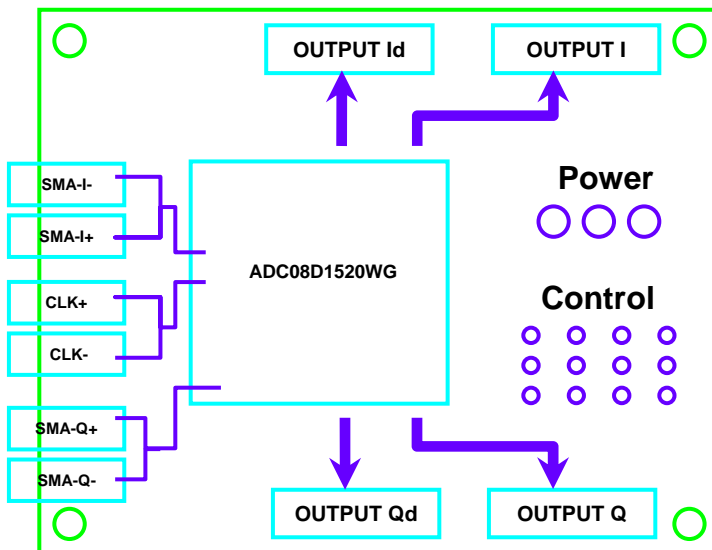 OUTPUT Id
OUTPUT I
SMA-I-
SMA-I+
CLK+
CLK-
SMA-Q+
SMA-Q-
ADC08D1520WG
Power
Control
OUTPUT Qd
OUTPUT Q